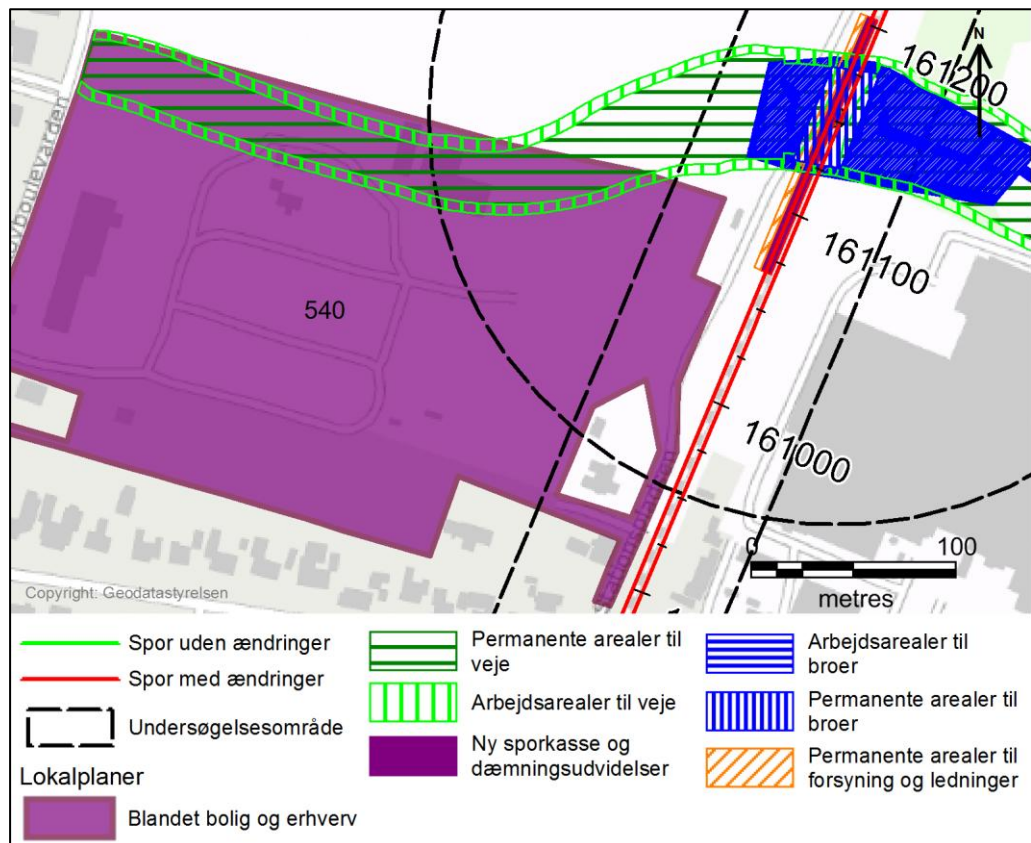 N
161200
161100
161000
540
Stationspladsen
0 100
metres
Copyright: Geodatastyrelsen
Spor uden ændringer
Spor med ændringer
Undersøgelsesområde
Lokalplaner
Blandet bolig og erhverv
Permanente arealer til
veje
Arbejdsarealer til veje
Ny sporkasse og
dæmningsudvidelser
Arbejdsarealer til
broer
Permanente arealer til
broer
Permanente arealer til
forsyning og ledninger